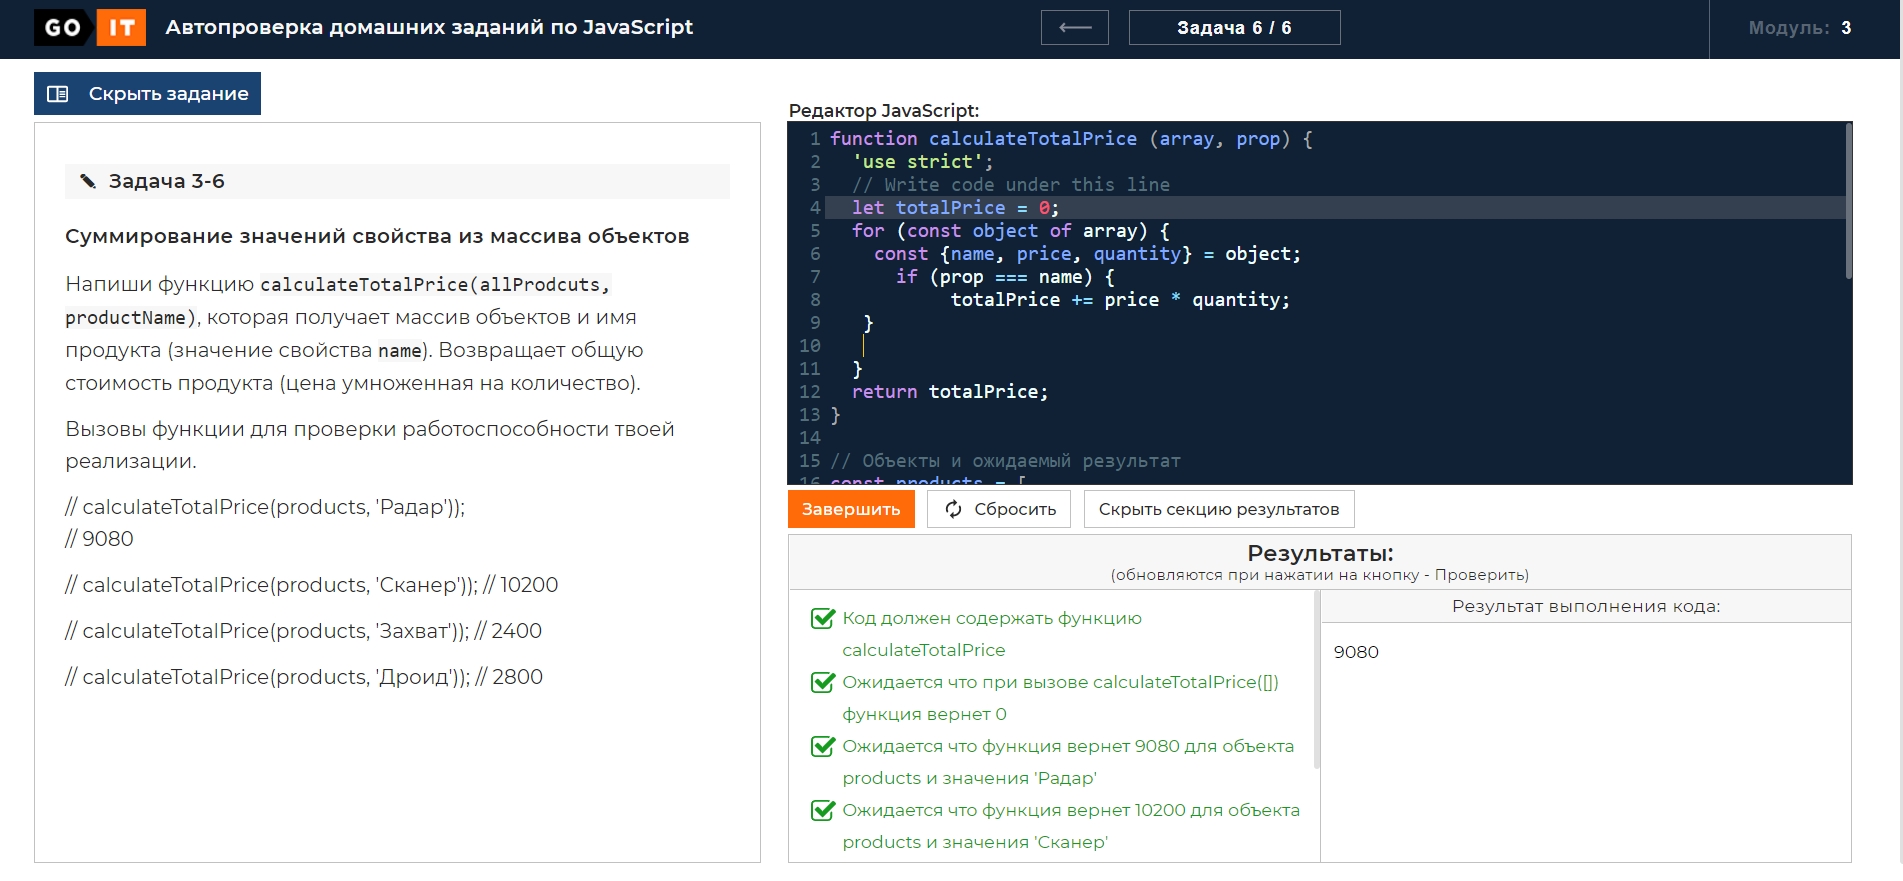 GO IT Автопроверка домашних заданий по JavaScript
Задача 6 / 6
Модуль: 3
Скрыть задание
Задача 3-6
Суммирование значений свойства из массива объектов
Напиши функцию calculateTotalPrice(allProdcuts,
productName), которая получает массив объектов и имя
продукта (значение свойства name). Возвращает общую
стоимость продукта (цена умноженная на количество).
Вызовы функции для проверки работоспособности твоей
реализации.
// calculateTotalPrice(products, 'Радар'));
// 9080
// calculateTotalPrice(products, 'Сканер')); // 10200
// calculateTotalPrice(products, 'Захват')); // 2400
// calculateTotalPrice(products, 'Дроид')); // 2800
Редактор JavaScript:
1 function calculateTotalPrice (array, prop) {
2   'use strict';
3   // Write code under this line
4   let totalPrice = 0;
5   for (const object of array) {
6     const {name, price, quantity} = object;
7       if (prop === name) {
8            totalPrice += price * quantity;
9    }
10
11   }
12   return totalPrice;
13 }
14
15 // Объекты и ожидаемый результат
16 const products = [
Завершить
Сбросить
Скрыть секцию результатов
Результаты:
(обновляются при нажатии на кнопку - Проверить)
Код должен содержать функцию
calculateTotalPrice
Ожидается что при вызове calculateTotalPrice([])
функция вернет 0
Ожидается что функция вернет 9080 для объекта
products и значения 'Радар'
Ожидается что функция вернет 10200 для объекта
products и значения 'Сканер'
Результат выполнения кода:
9080